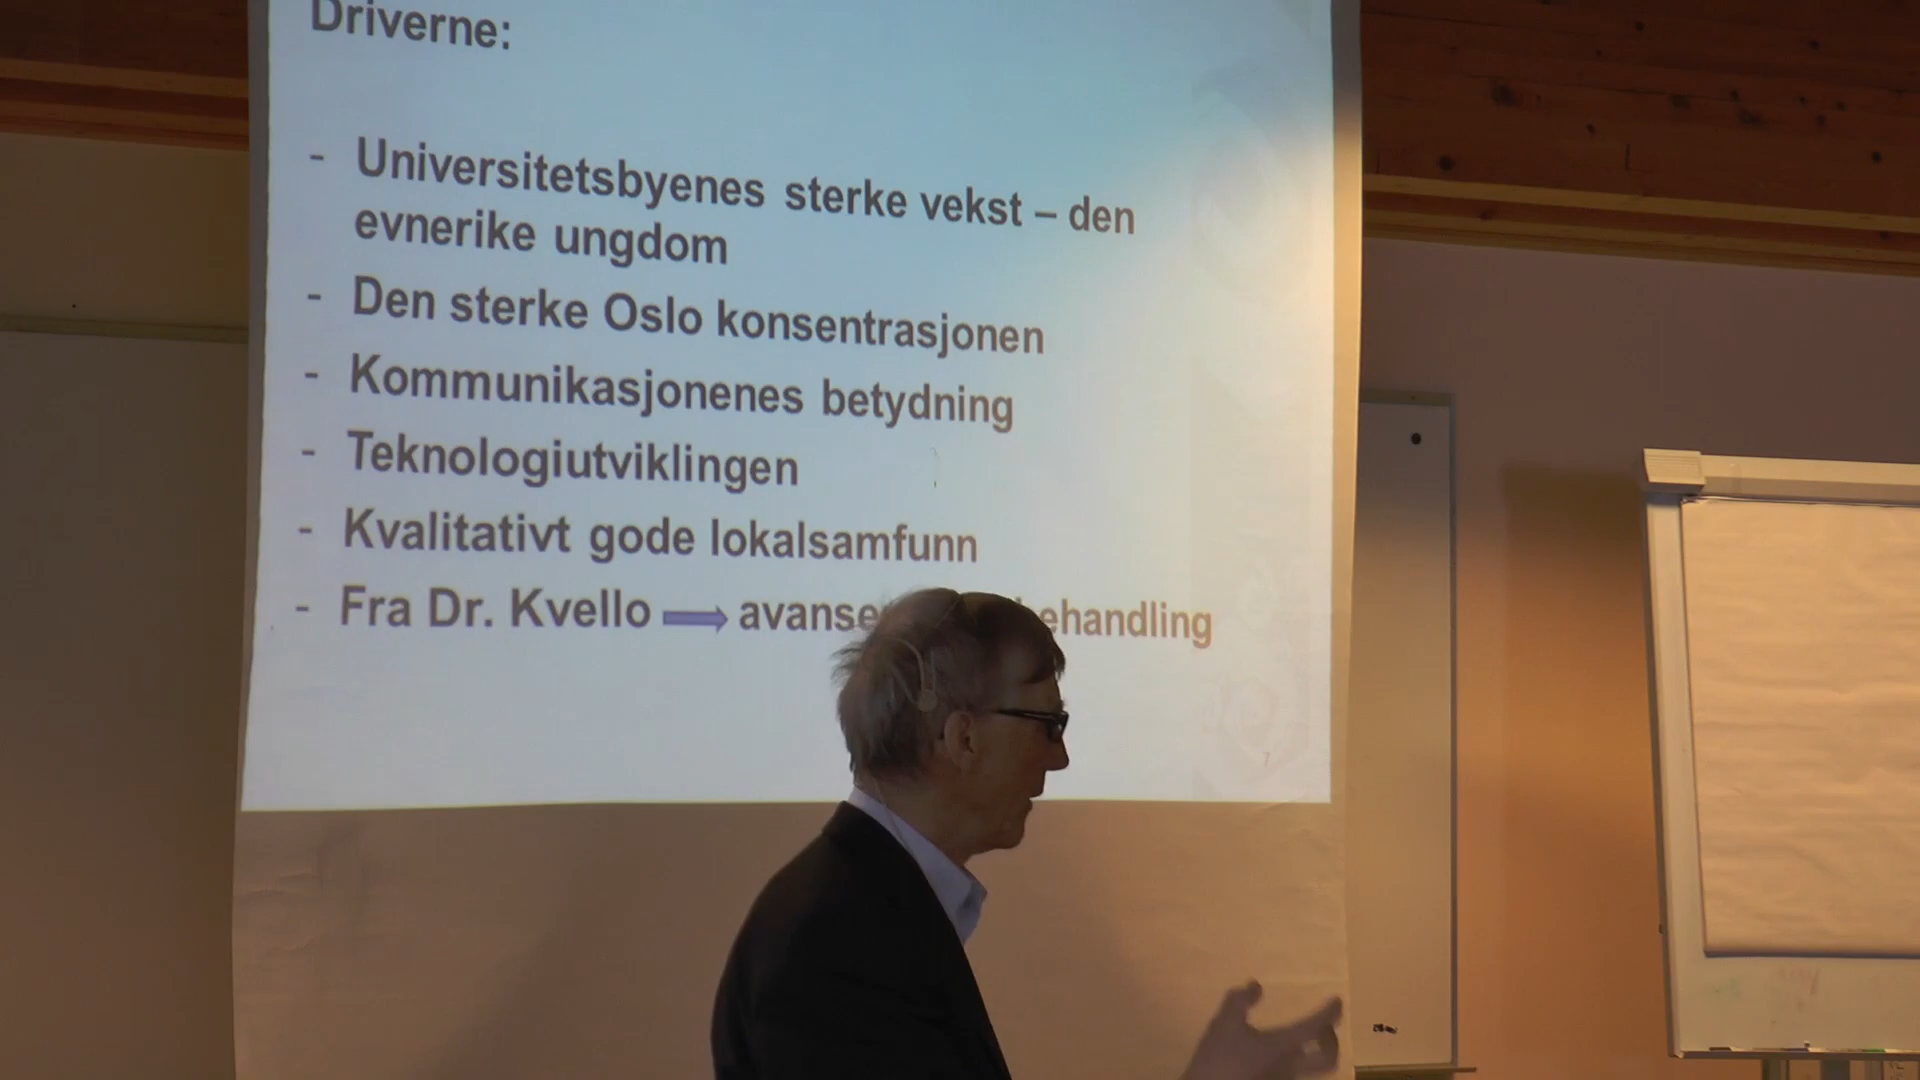 Driverne:
- Universitetsbyenes sterke vekst – den
evnerike ungdom
- Den sterke Oslo konsentrasjonen
- Kommunikasjonenes betydning
- Teknologiutviklingen
- Kvalitativt gode lokalsamfunn
- Fra Dr. Kvello
7